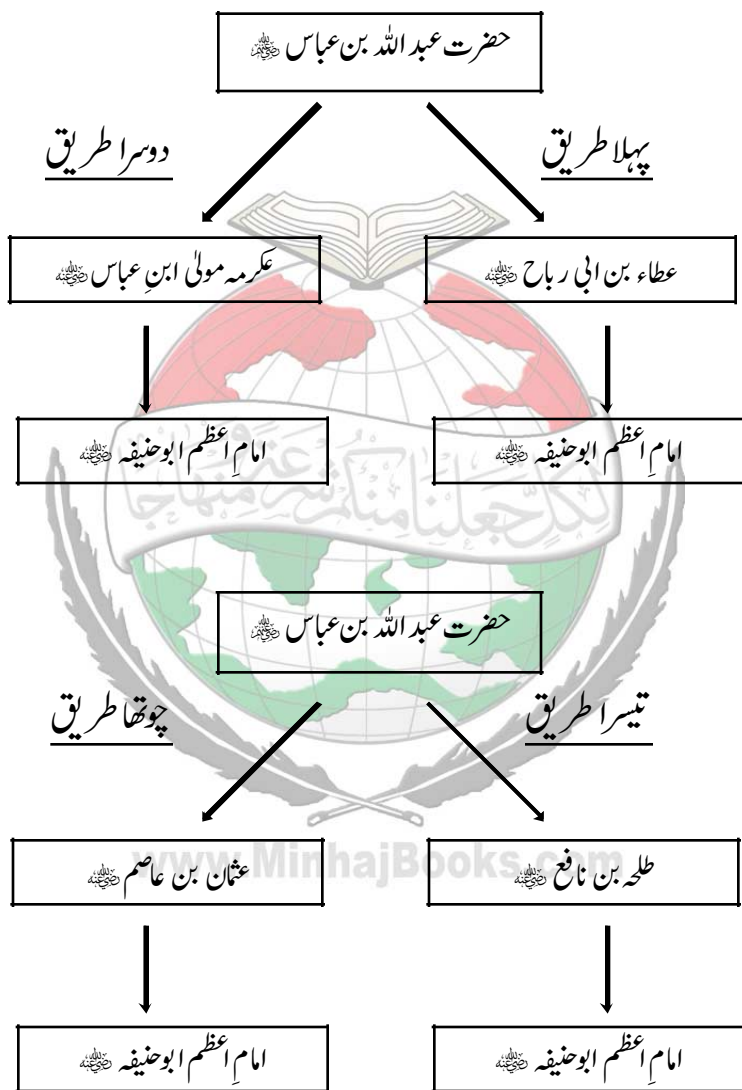 حضرت عبد اللہ بن عباس رضی اللہ عنہم
پہلا طریق
دوسرا طریق
عطاء بن ابی رباح رضی اللہ عنہ
عکرمہ مولیٰ ابنِ عباس رضی اللہ عنہ
امامِ اعظم ابوحنیفہ رضی اللہ عنہ
امامِ اعظم ابوحنیفہ رضی اللہ عنہ
لِكُلٍّ جَعَلْنَا مِنْكُمْ شِرْعَةً وَمِنْهَاجًا
حضرت عبد اللہ بن عباس رضی اللہ عنہم
تیسرا طریق
چوتھا طریق
طلحہ بن نافع رضی اللہ عنہ
عثمان بن عاصم رضی اللہ عنہ
www.MinhajBooks.com
امامِ اعظم ابوحنیفہ رضی اللہ عنہ
امامِ اعظم ابوحنیفہ رضی اللہ عنہ